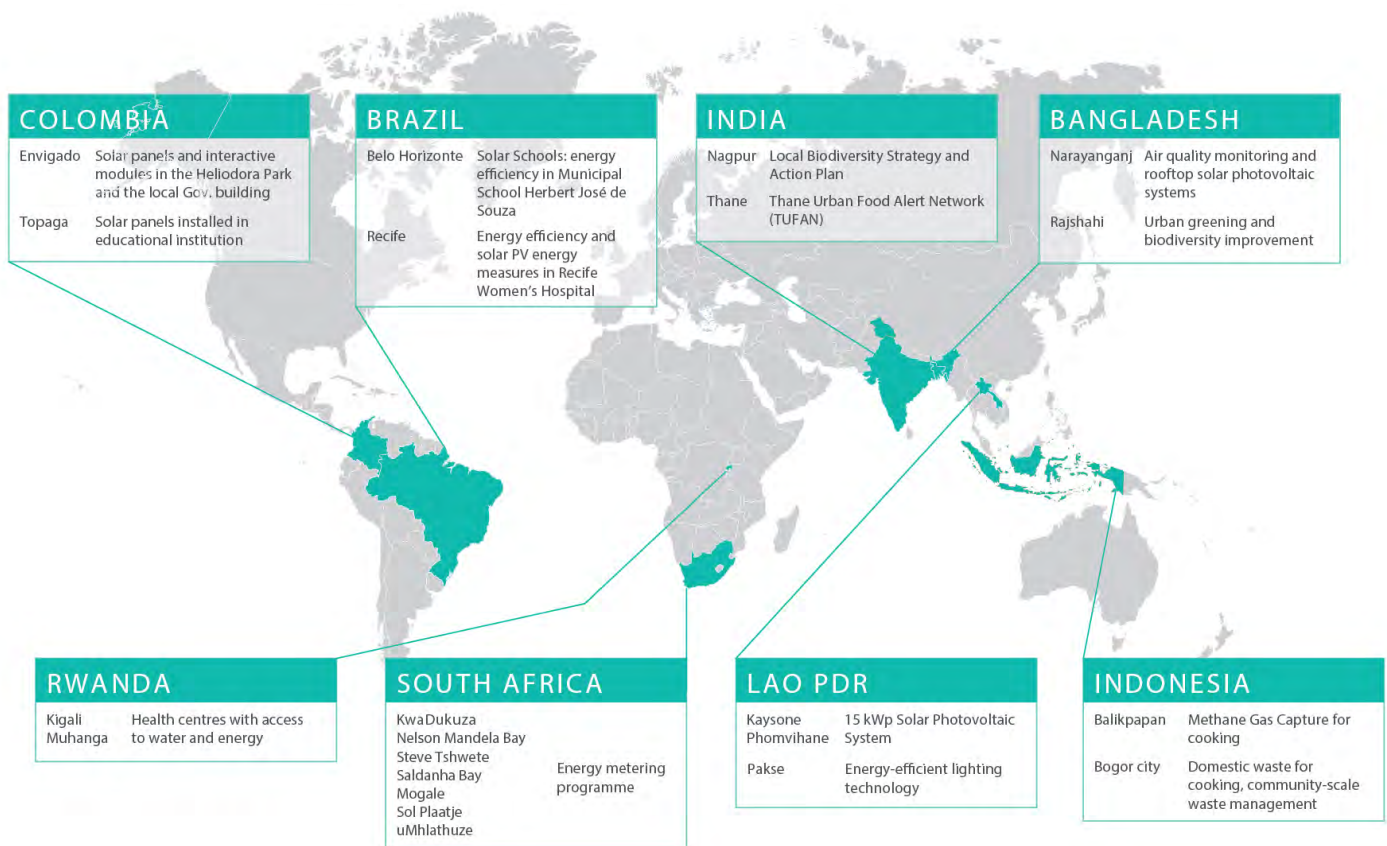 COLOMBIA
Envigado Solar panels and interactive
modules in the Heliodora Park
and the local Gov. building
Topaga Solar panels installed in
educational institution
BRAZIL
Belo Horizonte Solar Schools: energy
efficiency in Municipal
School Herbert José de
Souza
Recife Energy efficiency and
solar PV energy
measures in Recife
Women's Hospital
INDIA
Nagpur Local Biodiversity Strategy and
Action Plan
Thane Thane Urban Food Alert Network
(TUFAN)
BANGLADESH
Narayanganj Air quality monitoring and
rooftop solar photovoltaic
systems
Rajshahi Urban greening and
biodiversity improvement
RWANDA
Kigali Health centres with access
Muhanga to water and energy
SOUTH AFRICA
KwaDukuza
Nelson Mandela Bay
Steve Tshwete
Saldanha Bay
Mogale
Sol Plaatje
uMhlathuze
Energy metering
programme
LAO PDR
Kaysone 15 kWp Solar Photovoltaic
Phomvihane System
Pakse Energy-efficient lighting
technology
INDONESIA
Balikpapan Methane Gas Capture for
cooking
Bogor city Domestic waste for
cooking, community-scale
waste management